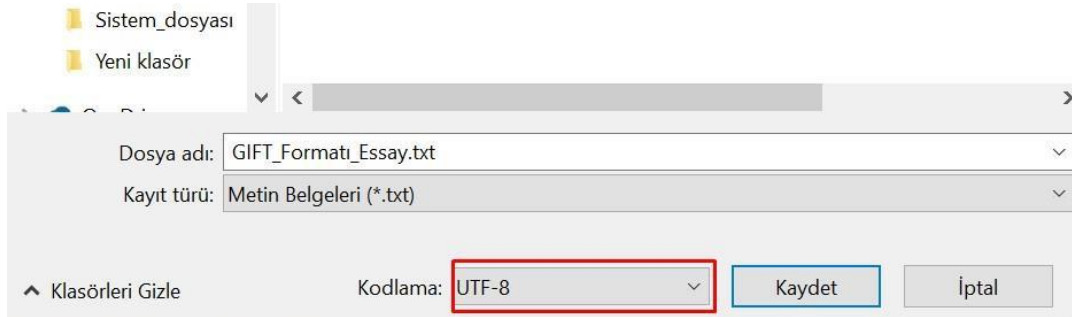 Sistem_dosyası
Yeni klasör
Dosya adı: GIFT_Formatı_Essay.txt
Kayıt türü: Metin Belgeleri (*.txt)
Klasörleri Gizle Kodlama: UTF-8 Kaydet İptal